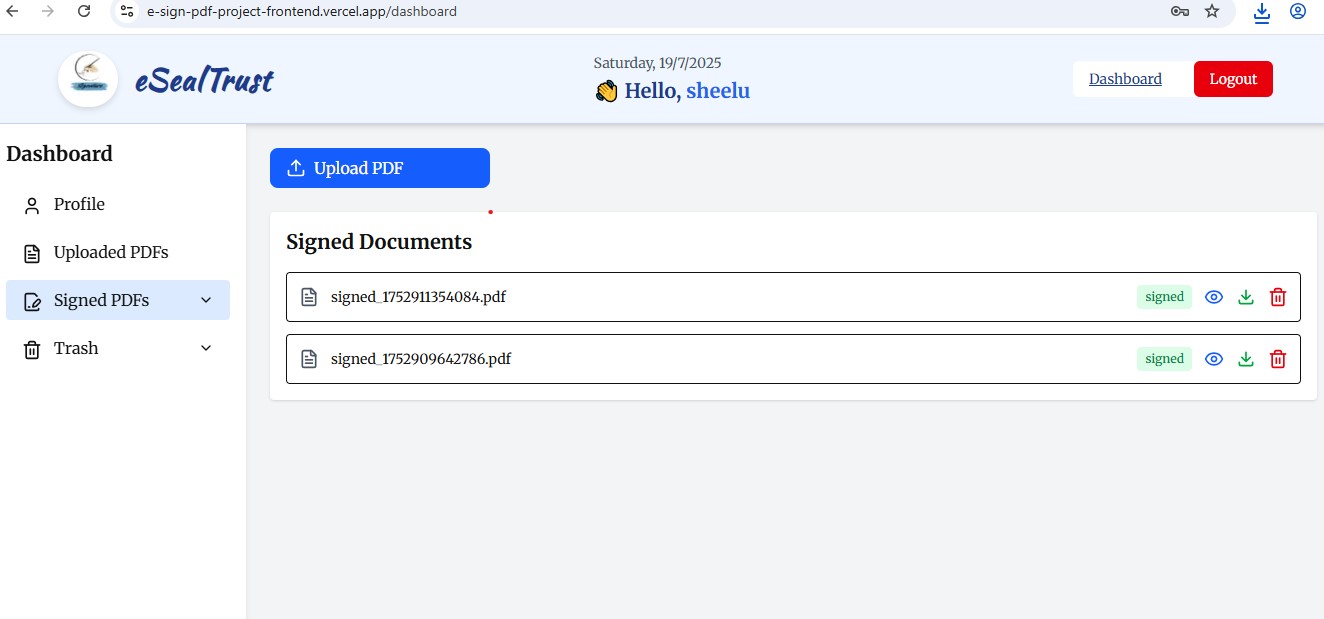 e-sign-pdf-project-frontend.vercel.app/dashboard
eSealTrust
Saturday, 19/7/2025
👋 Hello, sheelu
Dashboard
Logout
Dashboard
Profile
Uploaded PDFs
Signed PDFs
Trash
Upload PDF
Signed Documents
signed_1752911354084.pdf signed
signed_1752909642786.pdf signed